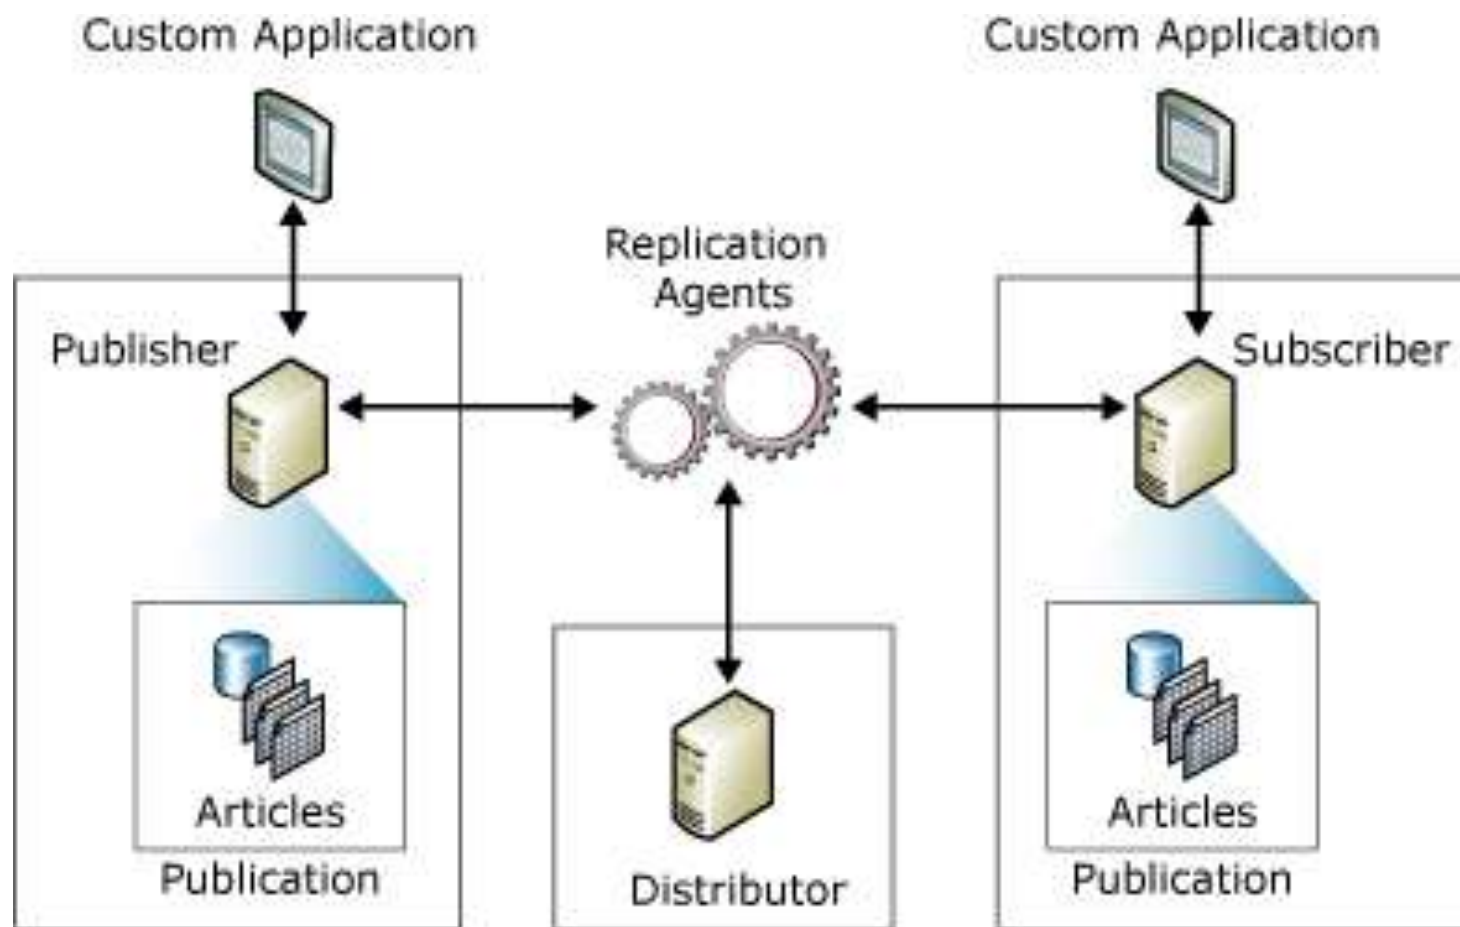 Custom Application
Custom Application
Replication
Agents
Publisher
Subscriber
Articles
Publication
Distributor
Articles
Publication